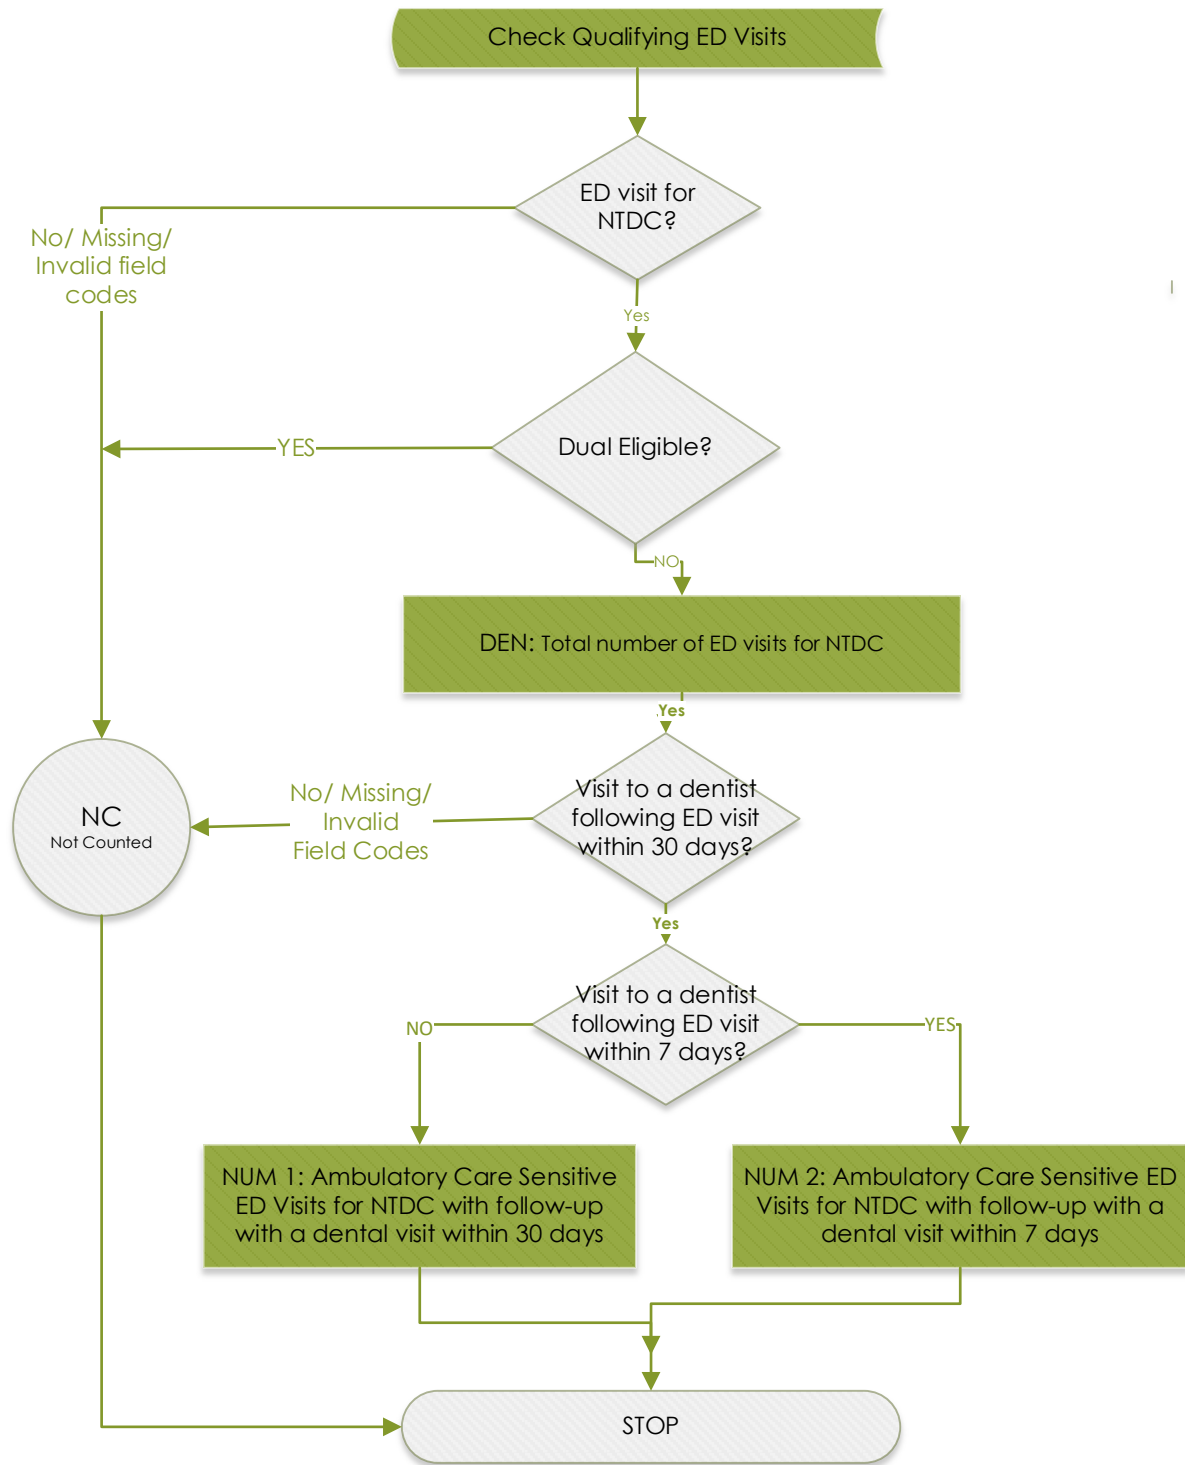 Check Qualifying ED Visits
ED visit for
NTDC?
No/ Missing/
Invalid field
codes
Yes
Dual Eligible?
YES
NO
DEN: Total number of ED visits for NTDC
Yes
Visit to a dentist
following ED visit
within 30 days?
No/ Missing/
Invalid
Field Codes
NC
Not Counted
Yes
Visit to a dentist
following ED visit
within 7 days?
NO
YES
NUM 1: Ambulatory Care Sensitive
ED Visits for NTDC with follow-up
with a dental visit within 30 days
NUM 2: Ambulatory Care Sensitive ED
Visits for NTDC with follow-up with a
dental visit within 7 days
STOP